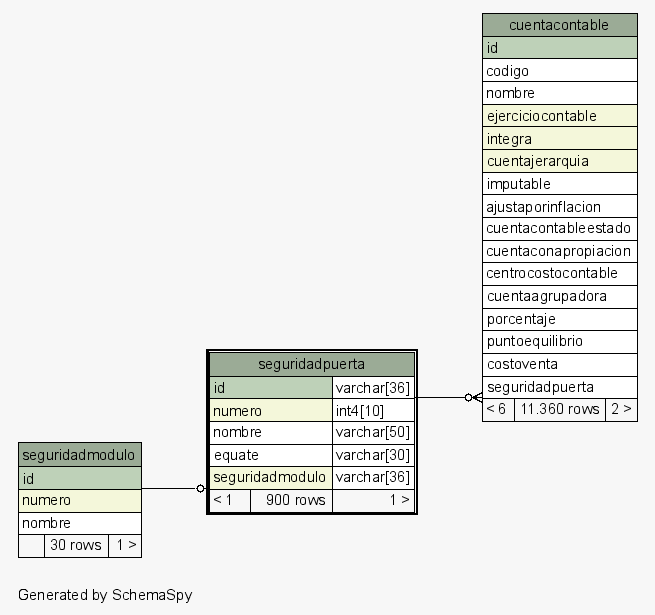 cuentacontable
id
codigo
nombre
ejerciciocontable
integra
cuentajerarquia
imputable
ajustaporinflacion
cuentacontableestado
cuentaconapropiacion
centrocostocontable
cuentaagrupadora
porcentaje
puntoequilibrio
costoventa
seguridadpuerta
< 6 11.360 rows 2 >
seguridadpuerta
id varchar[36]
numero int4[10]
nombre varchar[50]
equate varchar[30]
seguridadmodulo varchar[36]
< 1 900 rows 1 >
seguridadmodulo
id
numero
nombre
30 rows 1 >
Generated by SchemaSpy